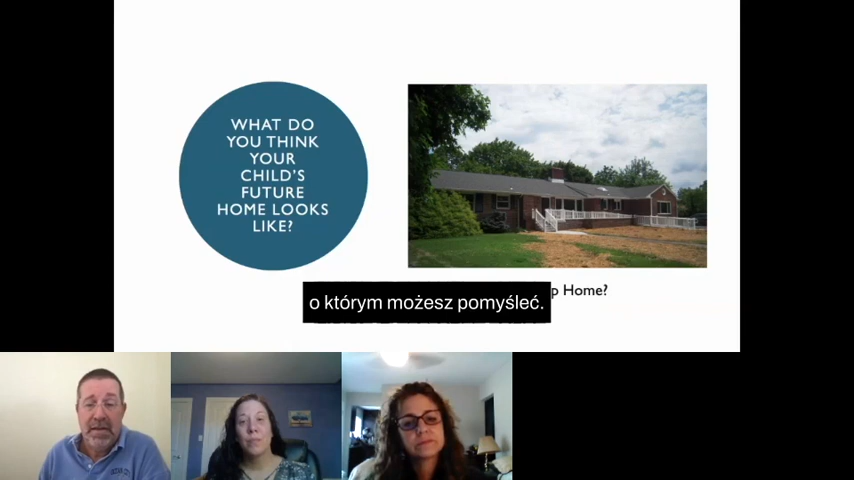 WHAT DO
YOU THINK
YOUR
CHILD'S
FUTURE
HOME LOOKS
LIKE?
p Home?
o którym możesz pomyśleć.